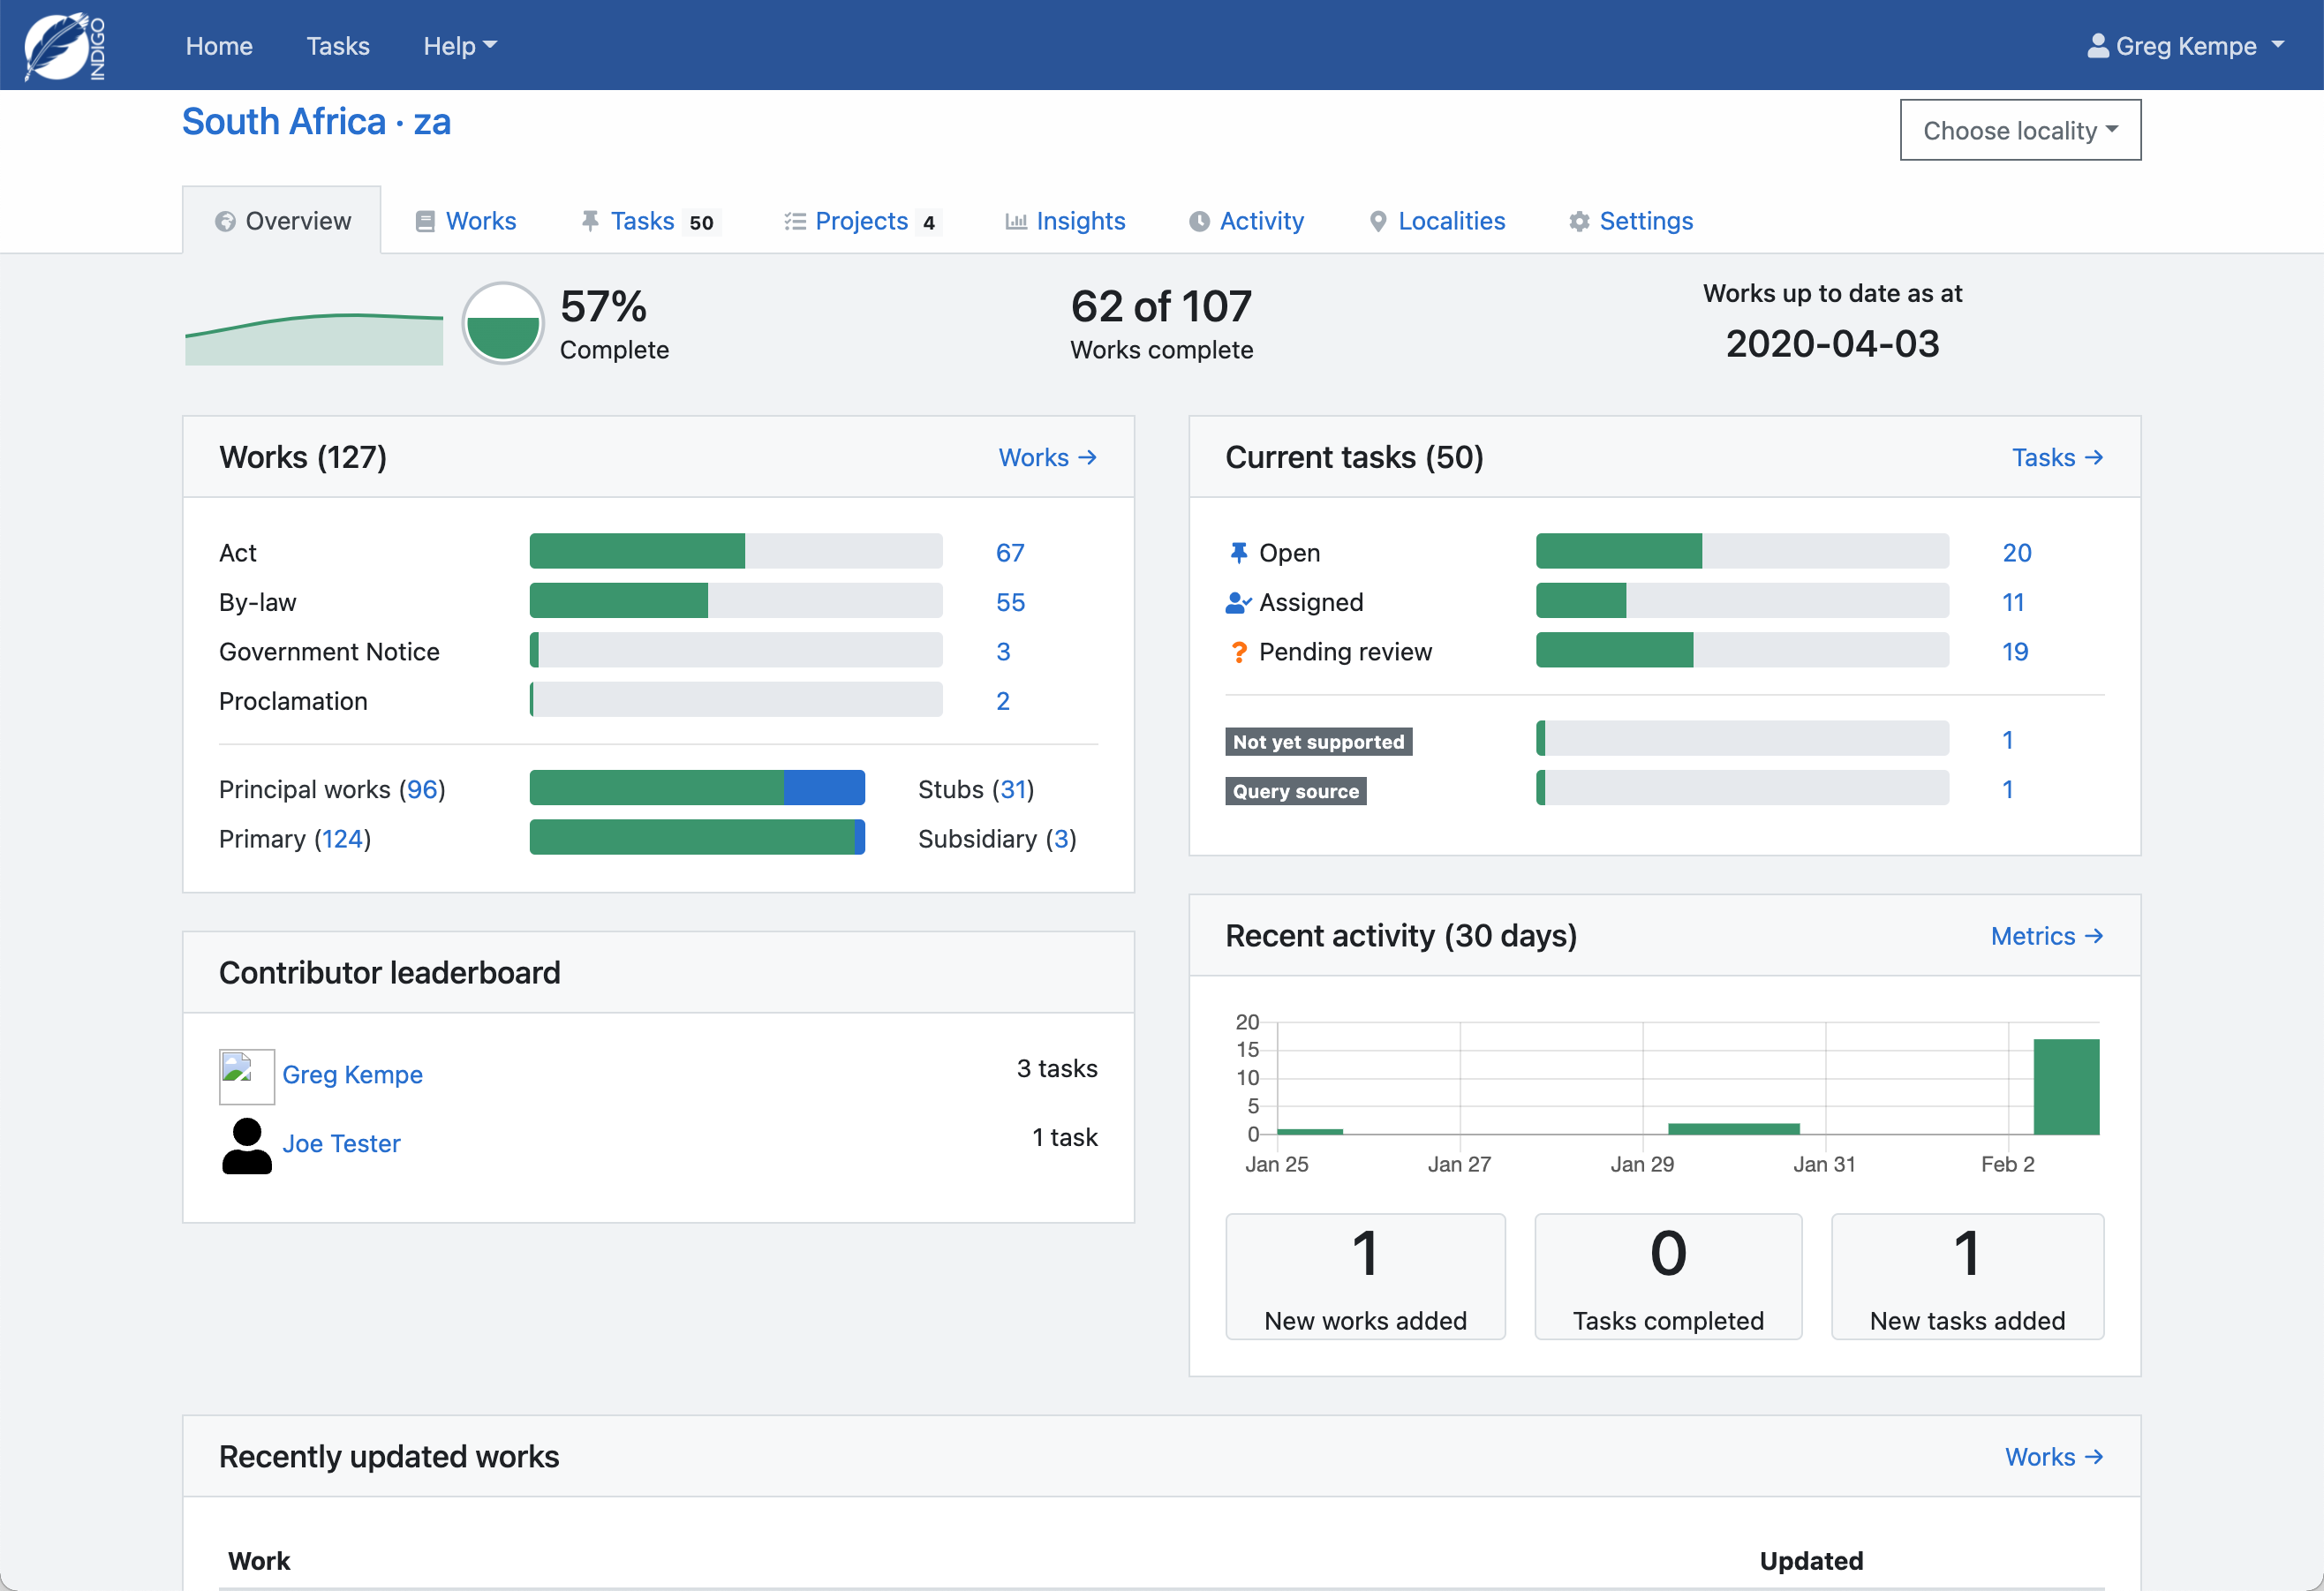 INDIGO
Home Tasks Help Greg Kempe
South Africa · za
Choose locality
Overview Works Tasks 50 Projects 4 Insights Activity Localities Settings
57%
Complete
62 of 107
Works complete
Works up to date as at
2020-04-03
Works (127) Works →
Act 67
By-law 55
Government Notice 3
Proclamation 2
Principal works (96) Stubs (31)
Primary (124) Subsidiary (3)
Current tasks (50) Tasks →
Open 20
Assigned 11
? Pending review 19
Not yet supported 1
Query source 1
Contributor leaderboard
Greg Kempe 3 tasks
Joe Tester 1 task
Recent activity (30 days) Metrics →
20
15
10
5
0
Jan 25 Jan 27 Jan 29 Jan 31 Feb 2
1
New works added
0
Tasks completed
1
New tasks added
Recently updated works Works →
Work Updated